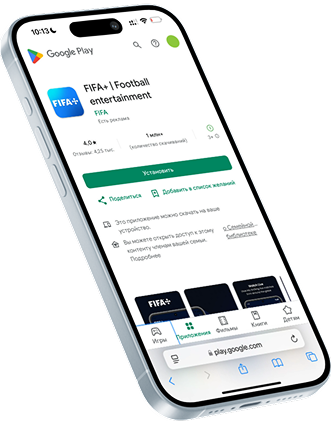 10:13
Google Play
FIFA+ | Football
entertainment
FIFA
Есть реклама
FIFA+
4,0★
Отзывы: 4,25 тыс.
1 млн+
(количество скачиваний)
3+
Установить
Поделиться
Добавить в список желаний
Это приложение можно скачать на ваше
устройство.
Вы можете открыть доступ к этому
контенту членам вашей семьи.
Подробнее
о Семейной
библиотеке
FIFA+
Игры
Приложения
Фильмы
Книги
Детям
play.google.com